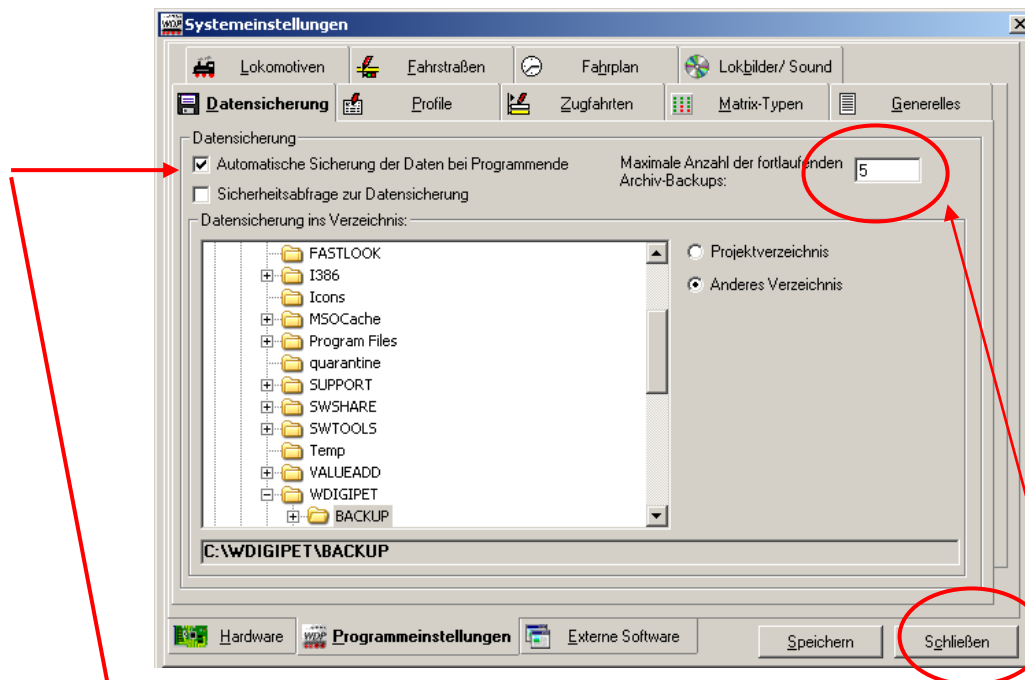 WDP Systemeinstellungen
Lokomotiven Fahrstraßen Fahrplan Lokbilder/ Sound
Datensicherung Profile Zugfahrten Matrix-Typen Generelles
Datensicherung
Automatische Sicherung der Daten bei Programmende
Maximale Anzahl der fortlaufenden
Archiv-Backups:
5
Sicherheitsabfrage zur Datensicherung
Datensicherung ins Verzeichnis:
FASTLOOK
I386
Icons
MSOCache
Program Files
quarantine
SUPPORT
SWSHARE
SWTOOLS
Temp
VALUEADD
WDIGIPET
BACKUP
Projektverzeichnis
Anderes Verzeichnis
C:\WDIGIPET\BACKUP
Hardware WDP Programmeinstellungen Externe Software
Speichern Schließen